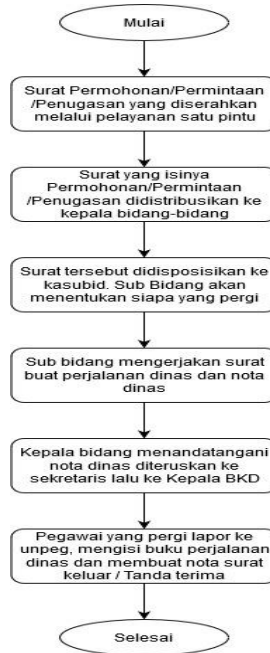 Mulai
Surat Permohonan/Permintaan
/Penugasan yang diserahkan
melalui pelayanan satu pintu
Surat yang isinya
Permohonan/Permintaan
/Penugasan didistribusikan ke
kepala bidang-bidang
Surat tersebut didisposisikan ke
kasubid. Sub Bidang akan
menentukan siapa yang pergi
Sub bidang mengerjakan surat
buat perjalanan dinas dan nota
dinas
Kepala bidang menandatangani
nota dinas diteruskan ke
sekretaris lalu ke Kepala BKD
Pegawai yang pergi lapor ke
unpeg, mengisi buku perjalanan
dinas dan membuat nota surat
keluar / Tanda terima
Selesai